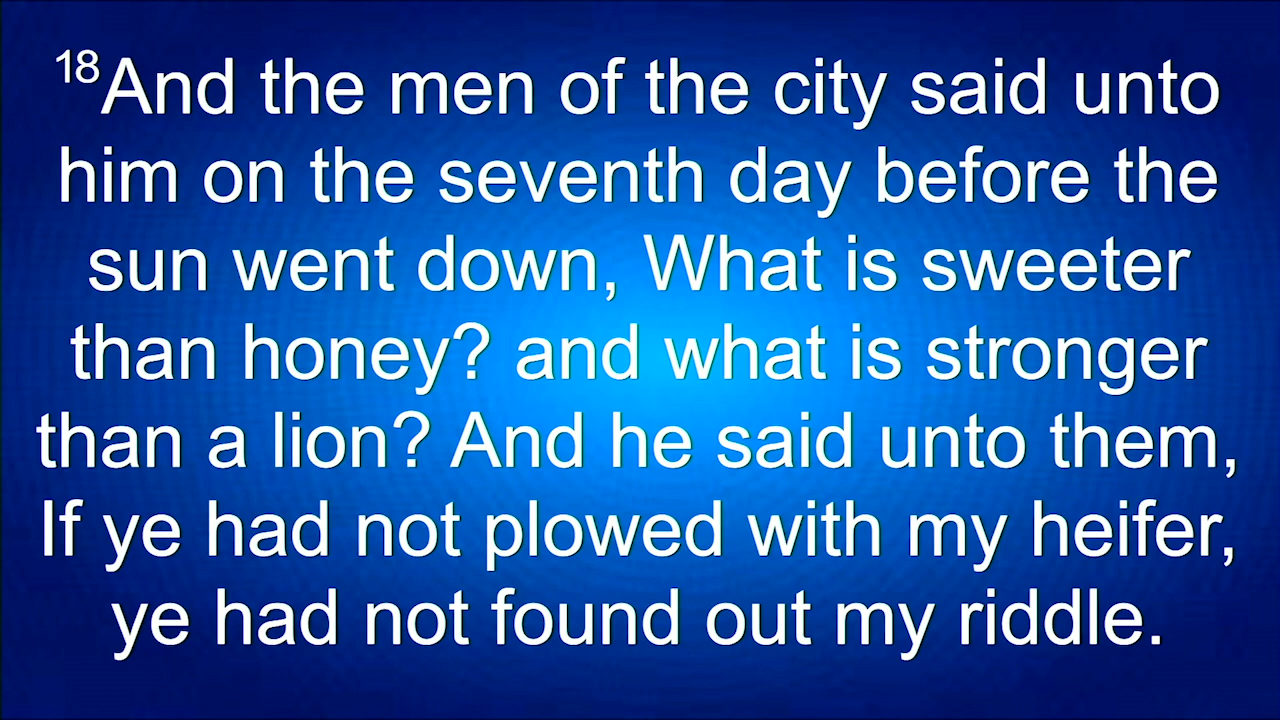 18And the men of the city said unto
him on the seventh day before the
sun went down, What is sweeter
than honey? and what is stronger
than a lion? And he said unto them,
If ye had not plowed with my heifer,
ye had not found out my riddle.